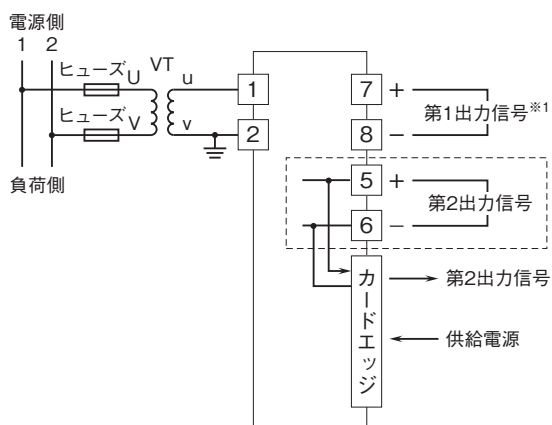 電源側
1 2
ヒューズ U VT u
ヒューズ V v
負荷側
1
2
7 + 第1出力信号※1
8 −
5 + 第2出力信号
6 −
カードエッジ
第2出力信号
供給電源